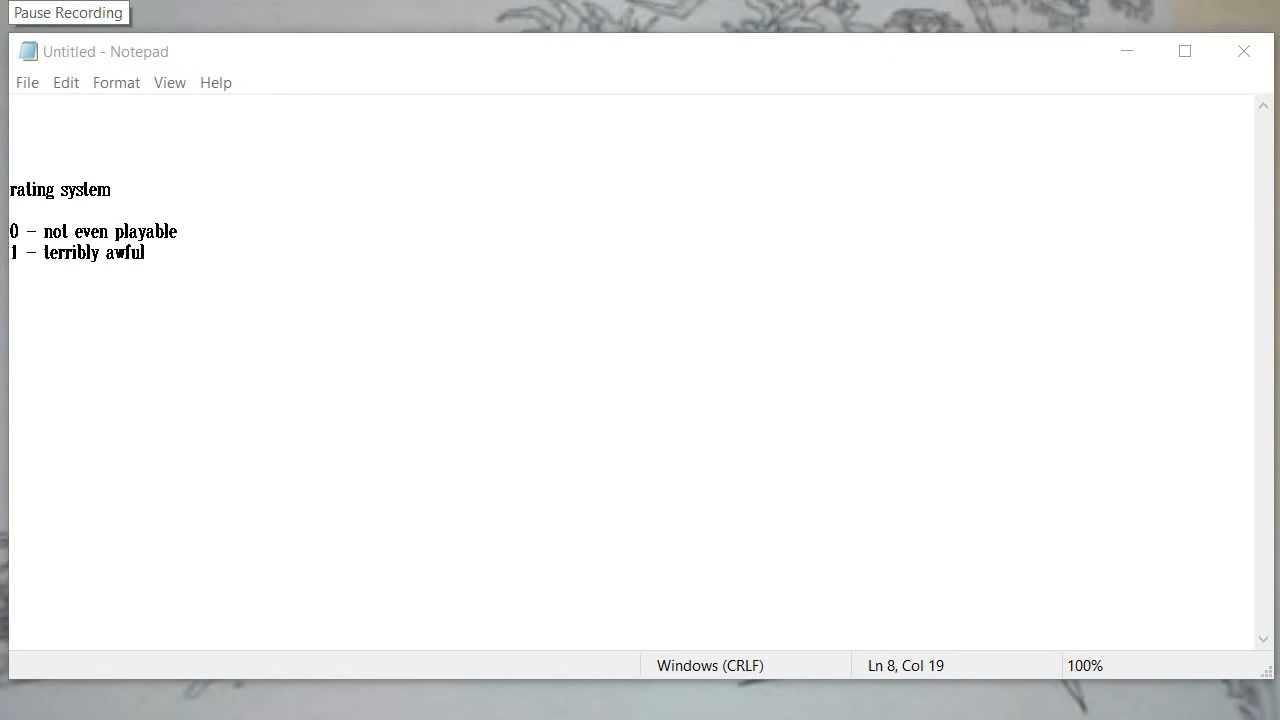 Pause Recording
Untitled - Notepad
File Edit Format View Help
rating system
0 - not even playable
1 - terribly awful
Windows (CRLF) Ln 8, Col 19 100%